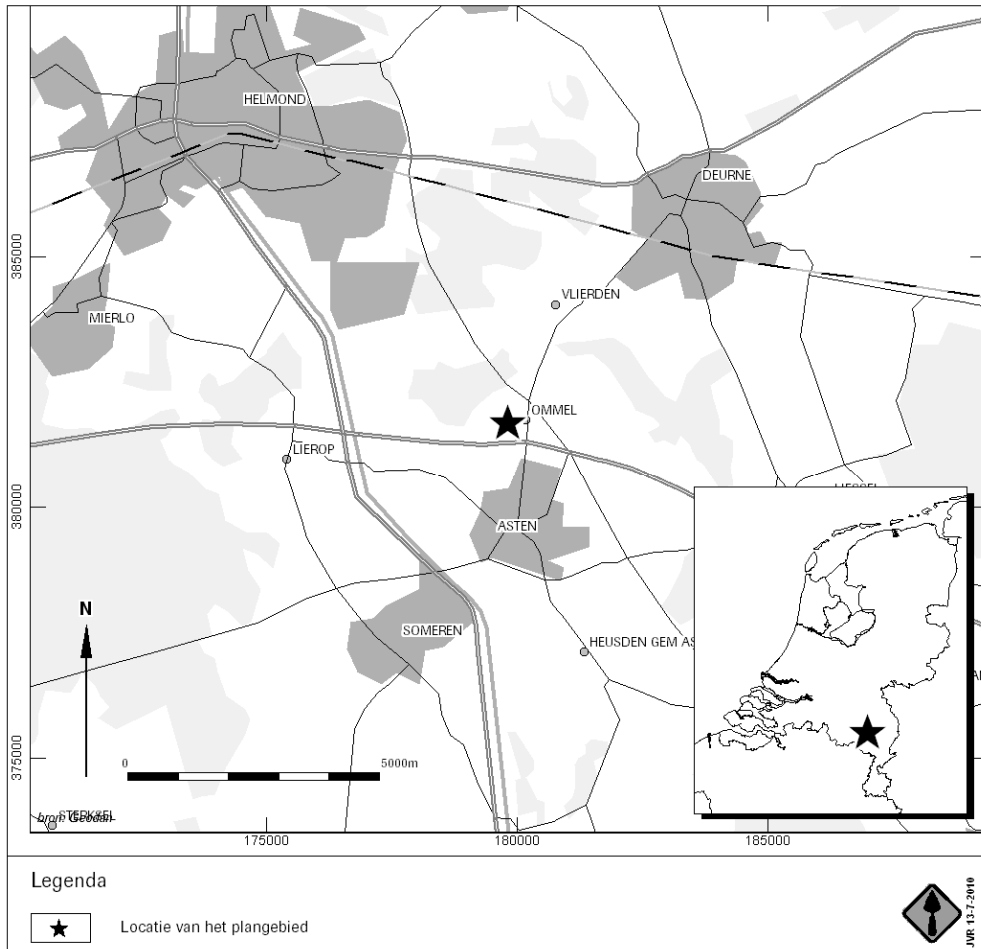 HELMOND
DEURNE
385000
VLIERDEN
MIERLO
OMMEL
LIEROP
380000
ASTEN
N
SOMEREN
HEUSDEN GEM AS
375000
0
5000m
STERKSEL
bron: Geodan
175000
180000
185000
Legenda
Locatie van het plangebied
JVR 13-7-2010